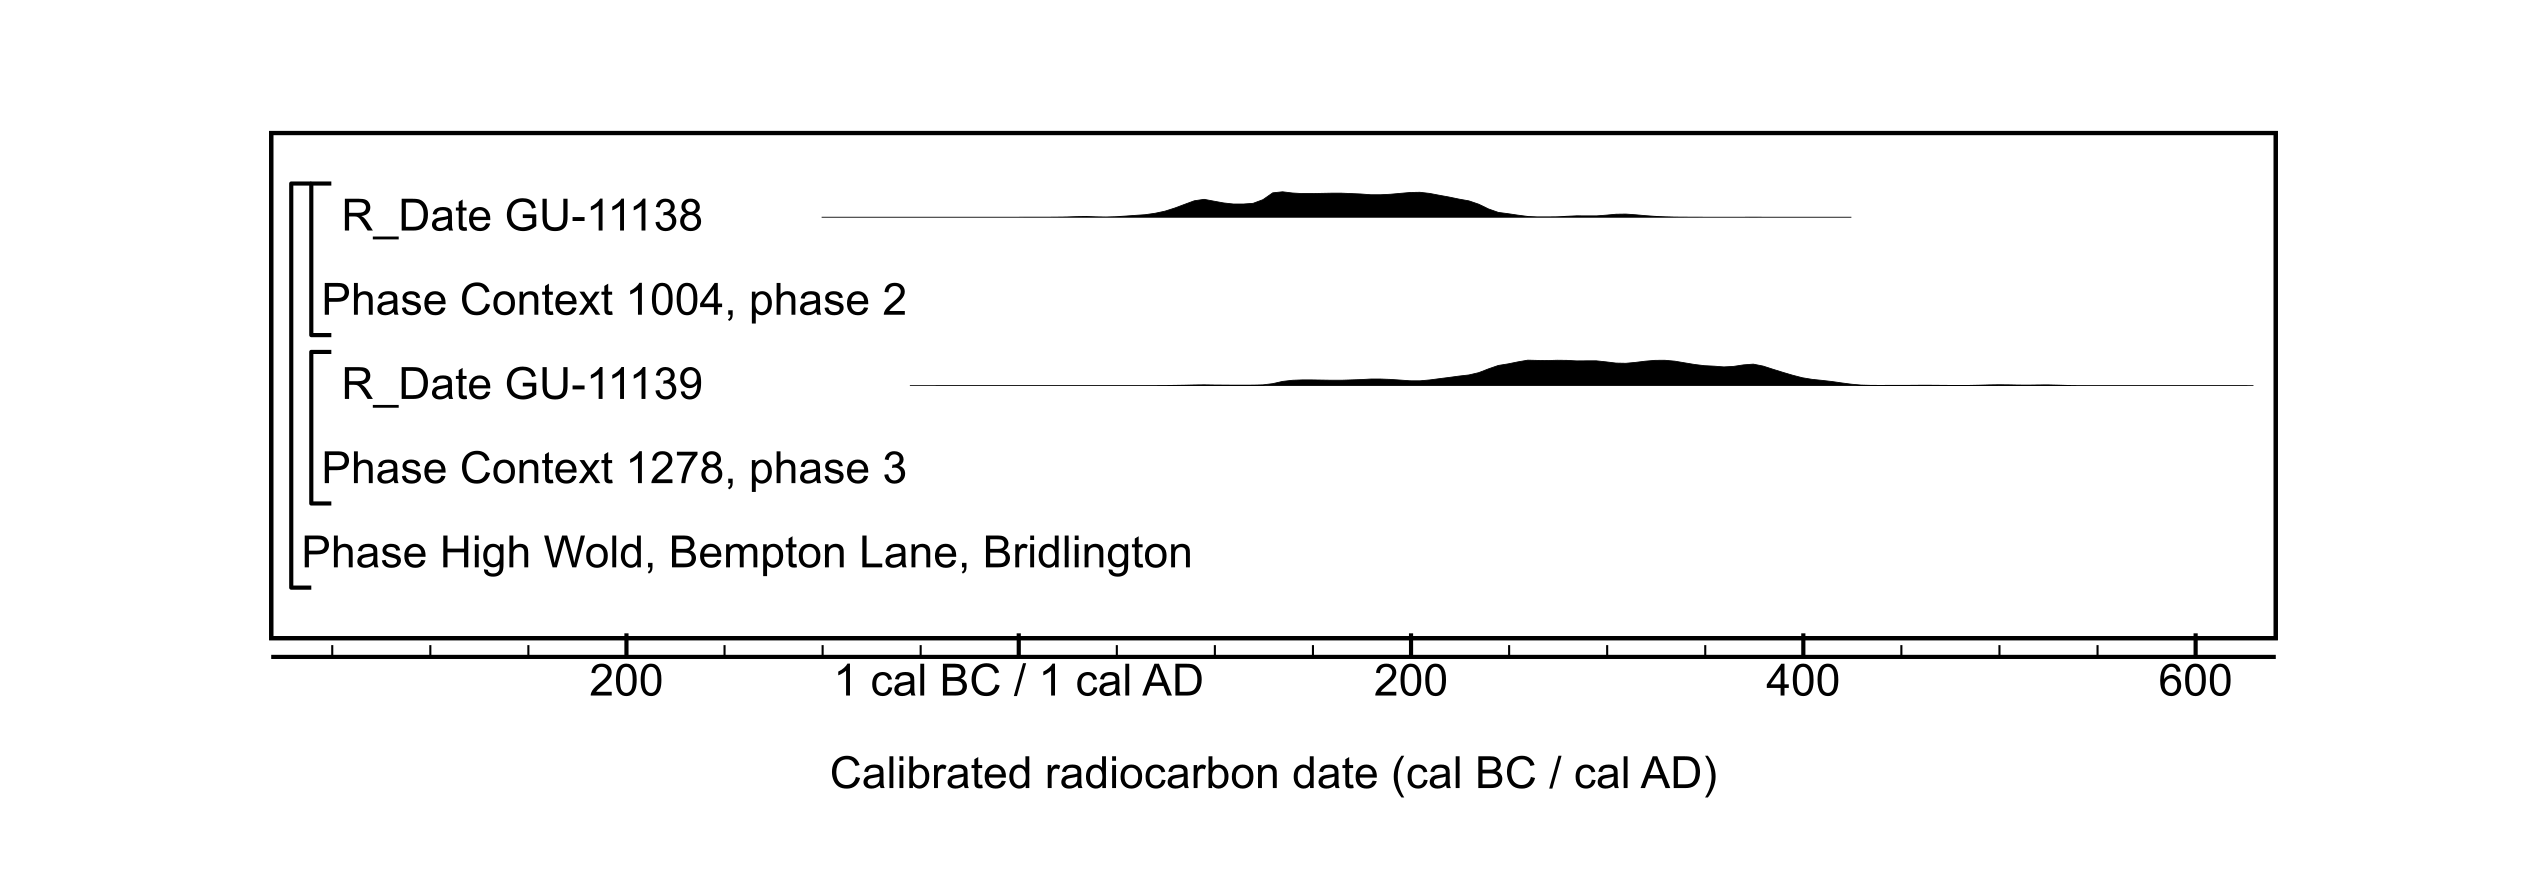 R_Date GU-11138
Phase Context 1004, phase 2
R_Date GU-11139
Phase Context 1278, phase 3
Phase High Wold, Bempton Lane, Bridlington
200 1 cal BC / 1 cal AD 200 400 600
Calibrated radiocarbon date (cal BC / cal AD)